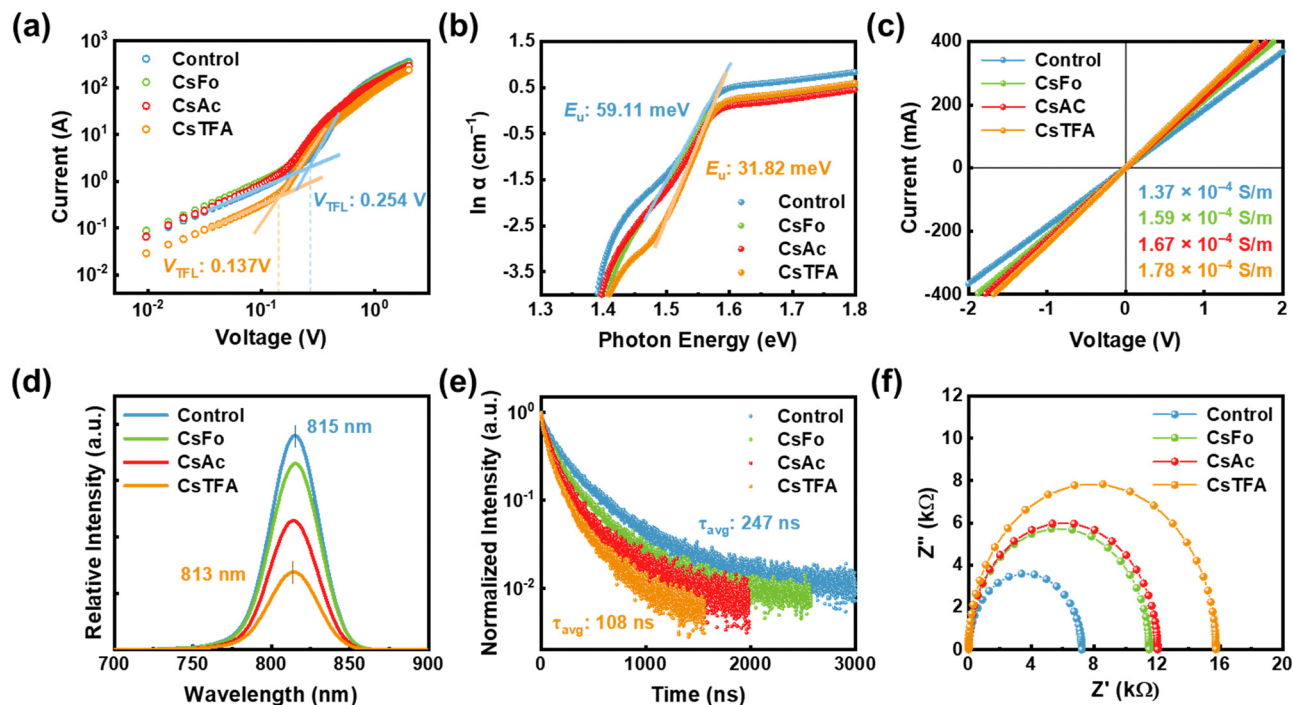 (a)
10³
10²
10¹
10⁰
10⁻¹
10⁻²
Current (A)
Control
CsFo
CsAc
CsTFA
V_TFL: 0.254 V
V_TFL: 0.137V
10⁻²
10⁻¹
10⁰
Voltage (V)
(b)
1.5
0.5
-0.5
-1.5
-2.5
-3.5
ln α (cm⁻¹)
E_u: 59.11 meV
E_u: 31.82 meV
Control
CsFo
CsAc
CsTFA
1.3 1.4 1.5 1.6 1.7 1.8
Photon Energy (eV)
(c)
400
200
0
-200
-400
Current (mA)
Control
CsFo
CsAC
CsTFA
1.37 × 10⁻⁴ S/m
1.59 × 10⁻⁴ S/m
1.67 × 10⁻⁴ S/m
1.78 × 10⁻⁴ S/m
-2 -1 0 1 2
Voltage (V)
(d)
Relative Intensity (a.u.)
Control
CsFo
CsAc
CsTFA
815 nm
813 nm
700 750 800 850 900
Wavelength (nm)
(e)
10⁰
10⁻¹
10⁻²
Normalized Intensity (a.u.)
Control
CsFo
CsAc
CsTFA
τ_avg: 247 ns
τ_avg: 108 ns
0 1000 2000 3000
Time (ns)
(f)
12
10
8
6
4
2
0
Z'' (kΩ)
Control
CsFo
CsAc
CsTFA
0 4 8 12 16 20
Z' (kΩ)